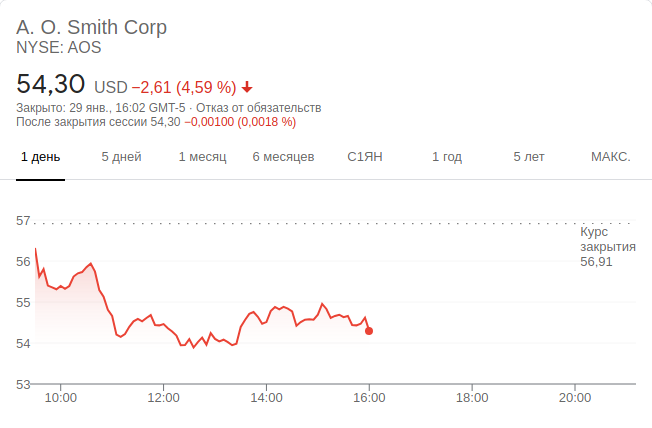 A. O. Smith Corp
NYSE: AOS
54,30 USD −2,61 (4,59 %)
Закрыто: 29 янв., 16:02 GMT-5 · Отказ от обязательств
После закрытия сессии 54,30 −0,00100 (0,0018 %)
1 день 5 дней 1 месяц 6 месяцев С1ЯН 1 год 5 лет МАКС.
57
Курс
закрытия
56,91
56
55
54
53
10:00 12:00 14:00 16:00 18:00 20:00